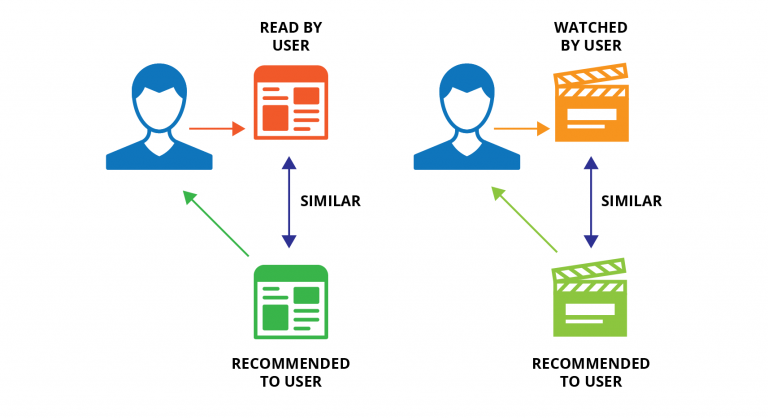 READ BY
USER
SIMILAR
RECOMMENDED
TO USER
WATCHED
BY USER
SIMILAR
RECOMMENDED
TO USER